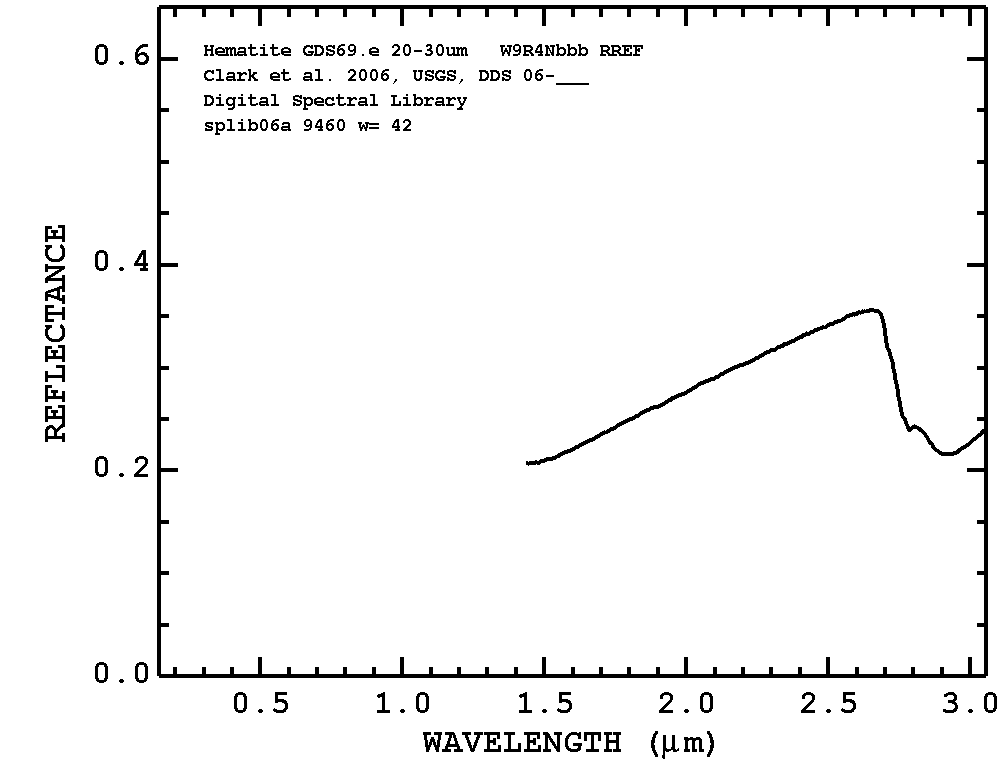 Hematite GDS69.e 20-30um W9R4Nbbb RREF
Clark et al. 2006, USGS, DDS 06-___
Digital Spectral Library
splib06a 9460 w= 42
0.6
0.4
0.2
0.0
REFLECTANCE
0.5 1.0 1.5 2.0 2.5 3.0
WAVELENGTH (μm)